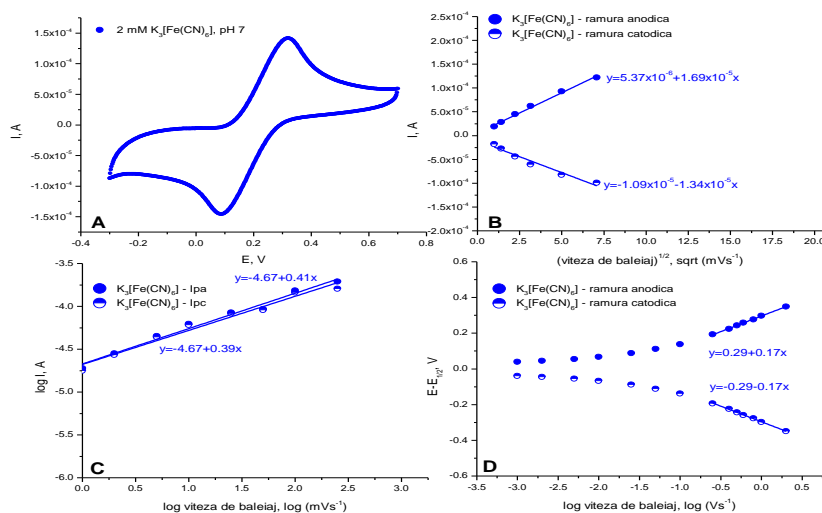 2 mM K₃[Fe(CN)₆], pH 7
1.5x10⁻⁴
1.0x10⁻⁴
5.0x10⁻⁵
0.0
-5.0x10⁻⁵
-1.0x10⁻⁴
-1.5x10⁻⁴
I, A
A
-0.4 -0.2 0.0 0.2 0.4 0.6 0.8
E, V
K₃[Fe(CN)₆] - ramura anodica
K₃[Fe(CN)₆] - ramura catodica
y=5.37x10⁻⁶+1.69x10⁻⁵x
y=-1.09x10⁻⁵-1.34x10⁻⁵x
2.0x10⁻⁴
1.5x10⁻⁴
1.0x10⁻⁴
5.0x10⁻⁵
0.0
-5.0x10⁻⁵
-1.0x10⁻⁴
-1.5x10⁻⁴
-2.0x10⁻⁴
I, A
B
0.0 2.5 5.0 7.5 10.0 12.5 15.0 17.5 20.0
(viteza de baleiaj)¹ᐟ², sqrt (mVs⁻¹)
K₃[Fe(CN)₆] - Ipa
K₃[Fe(CN)₆] - Ipc
y=-4.67+0.41x
y=-4.67+0.39x
-3.5
-4.0
-4.5
-5.0
-5.5
-6.0
log I, A
C
0.0 0.5 1.0 1.5 2.0 2.5 3.0
log viteza de baleiaj, log (mVs⁻¹)
K₃[Fe(CN)₆] - ramura anodica
K₃[Fe(CN)₆] - ramura catodica
y=0.29+0.17x
y=-0.29-0.17x
0.6
0.4
0.2
0.0
-0.2
-0.4
-0.6
E-E₁/₂, V
D
-3.5 -3.0 -2.5 -2.0 -1.5 -1.0 -0.5 0.0 0.5
log viteza de baleiaj, log (Vs⁻¹)